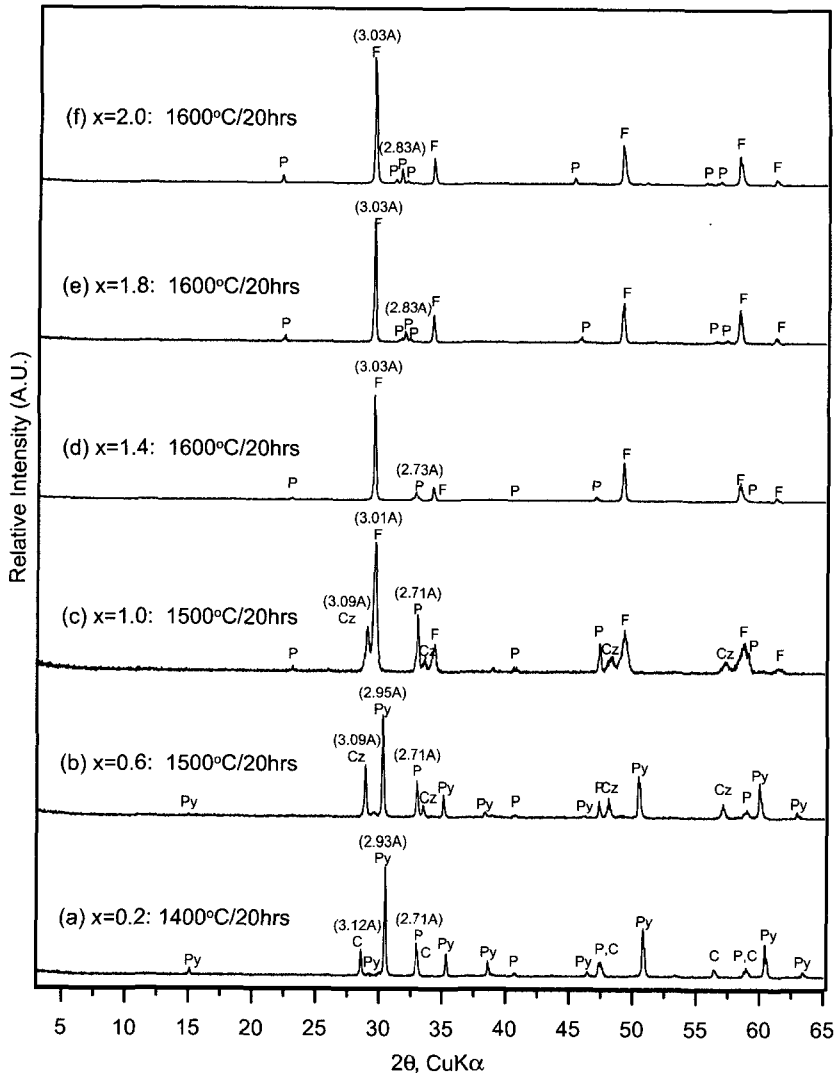 (3.03A)
F
(f) x=2.0: 1600°C/20hrs
(2.83A)
P P P P F P F P P F F
(3.03A)
F
(e) x=1.8: 1600°C/20hrs
(2.83A)
P P P P F P F P P F F
(3.03A)
F
(d) x=1.4: 1600°C/20hrs
(2.73A)
P P F P P F F P F
(3.01A)
F
(3.09A)
Cz
(2.71A)
P
(c) x=1.0: 1500°C/20hrs
P Cz F P P Cz F Cz F P F
(2.95A)
Py
(3.09A)
Cz
(2.71A)
P
(b) x=0.6: 1500°C/20hrs
Py Cz Py Py P Py P Cz Py Cz P Py Py
(2.93A)
Py
(3.12A)
C
(2.71A)
P
(a) x=0.2: 1400°C/20hrs
Py Py C Py Py P Py P,C Py C P,C Py Py
Relative Intensity (A.U.)
5 10 15 20 25 30 35 40 45 50 55 60 65
2θ, CuKα